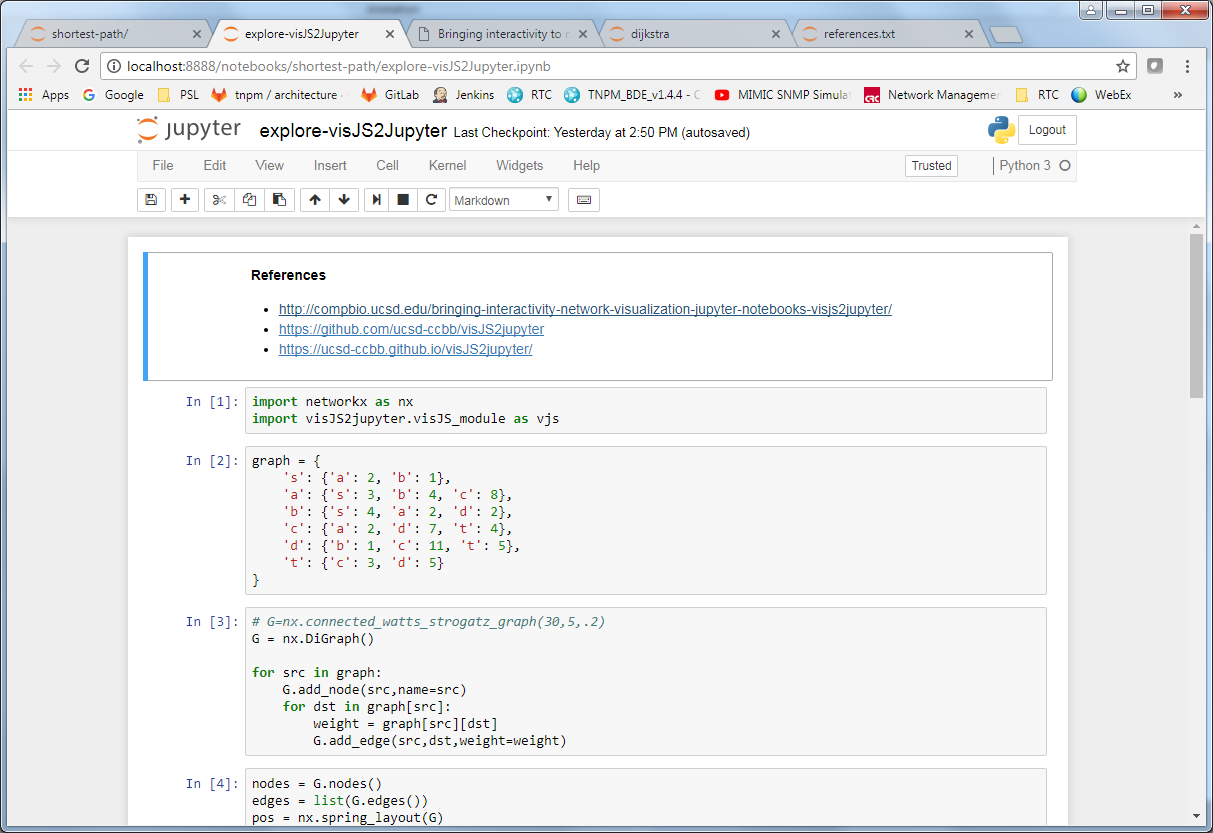 shortest-path/
explore-visJS2Jupyter
Bringing interactivity to
dijkstra
references.txt
localhost:8888/notebooks/shortest-path/explore-visJS2Jupyter.ipynb
Apps
Google
PSL
tnpm / architecture
GitLab
Jenkins
RTC
TNPM_BDE_v1.4.4 -
MIMIC SNMP Simulat
Network Managemen
RTC
WebEx
»
jupyter
explore-visJS2Jupyter Last Checkpoint: Yesterday at 2:50 PM (autosaved)
Logout
File Edit View Insert Cell Kernel Widgets Help
Trusted
Python 3
Markdown
References
http://compbio.ucsd.edu/bringing-interactivity-network-visualization-jupyter-notebooks-visjs2jupyter/
https://github.com/ucsd-ccbb/visJS2jupyter
https://ucsd-ccbb.github.io/visJS2jupyter/
In [1]:
import networkx as nx
import visJS2jupyter.visJS_module as vjs
In [2]:
graph = {
    's': {'a': 2, 'b': 1},
    'a': {'s': 3, 'b': 4, 'c': 8},
    'b': {'s': 4, 'a': 2, 'd': 2},
    'c': {'a': 2, 'd': 7, 't': 4},
    'd': {'b': 1, 'c': 11, 't': 5},
    't': {'c': 3, 'd': 5}
}
In [3]:
# G=nx.connected_watts_strogatz_graph(30,5,.2)
G = nx.DiGraph()
for src in graph:
    G.add_node(src,name=src)
    for dst in graph[src]:
        weight = graph[src][dst]
        G.add_edge(src,dst,weight=weight)
In [4]:
nodes = G.nodes()
edges = list(G.edges())
pos = nx.spring_layout(G)